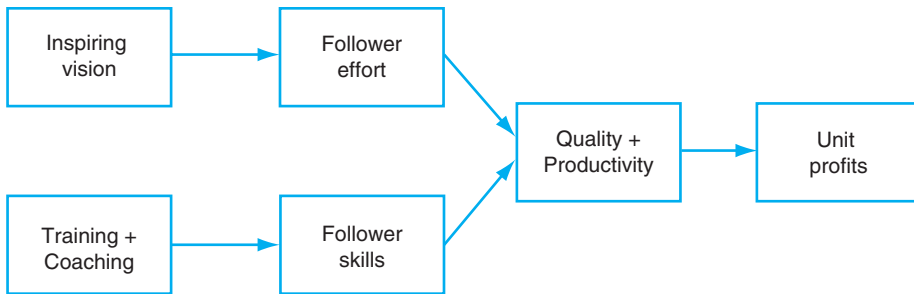 Inspiring
vision
Follower
effort
Quality +
Productivity
Unit
profits
Training +
Coaching
Follower
skills